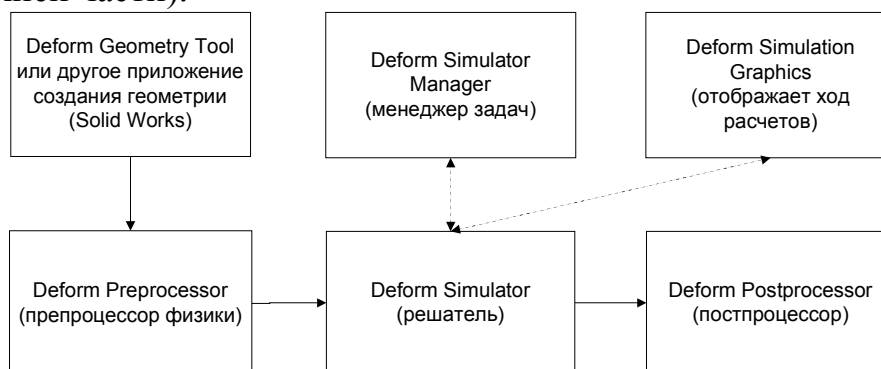 Deform Geometry Tool
или другое приложение
создания геометрии
(Solid Works)
Deform Simulator
Manager
(менеджер задач)
Deform Simulation
Graphics
(отображает ход
расчетов)
Deform Preprocessor
(препроцессор физики)
Deform Simulator
(решатель)
Deform Postprocessor
(постпроцессор)